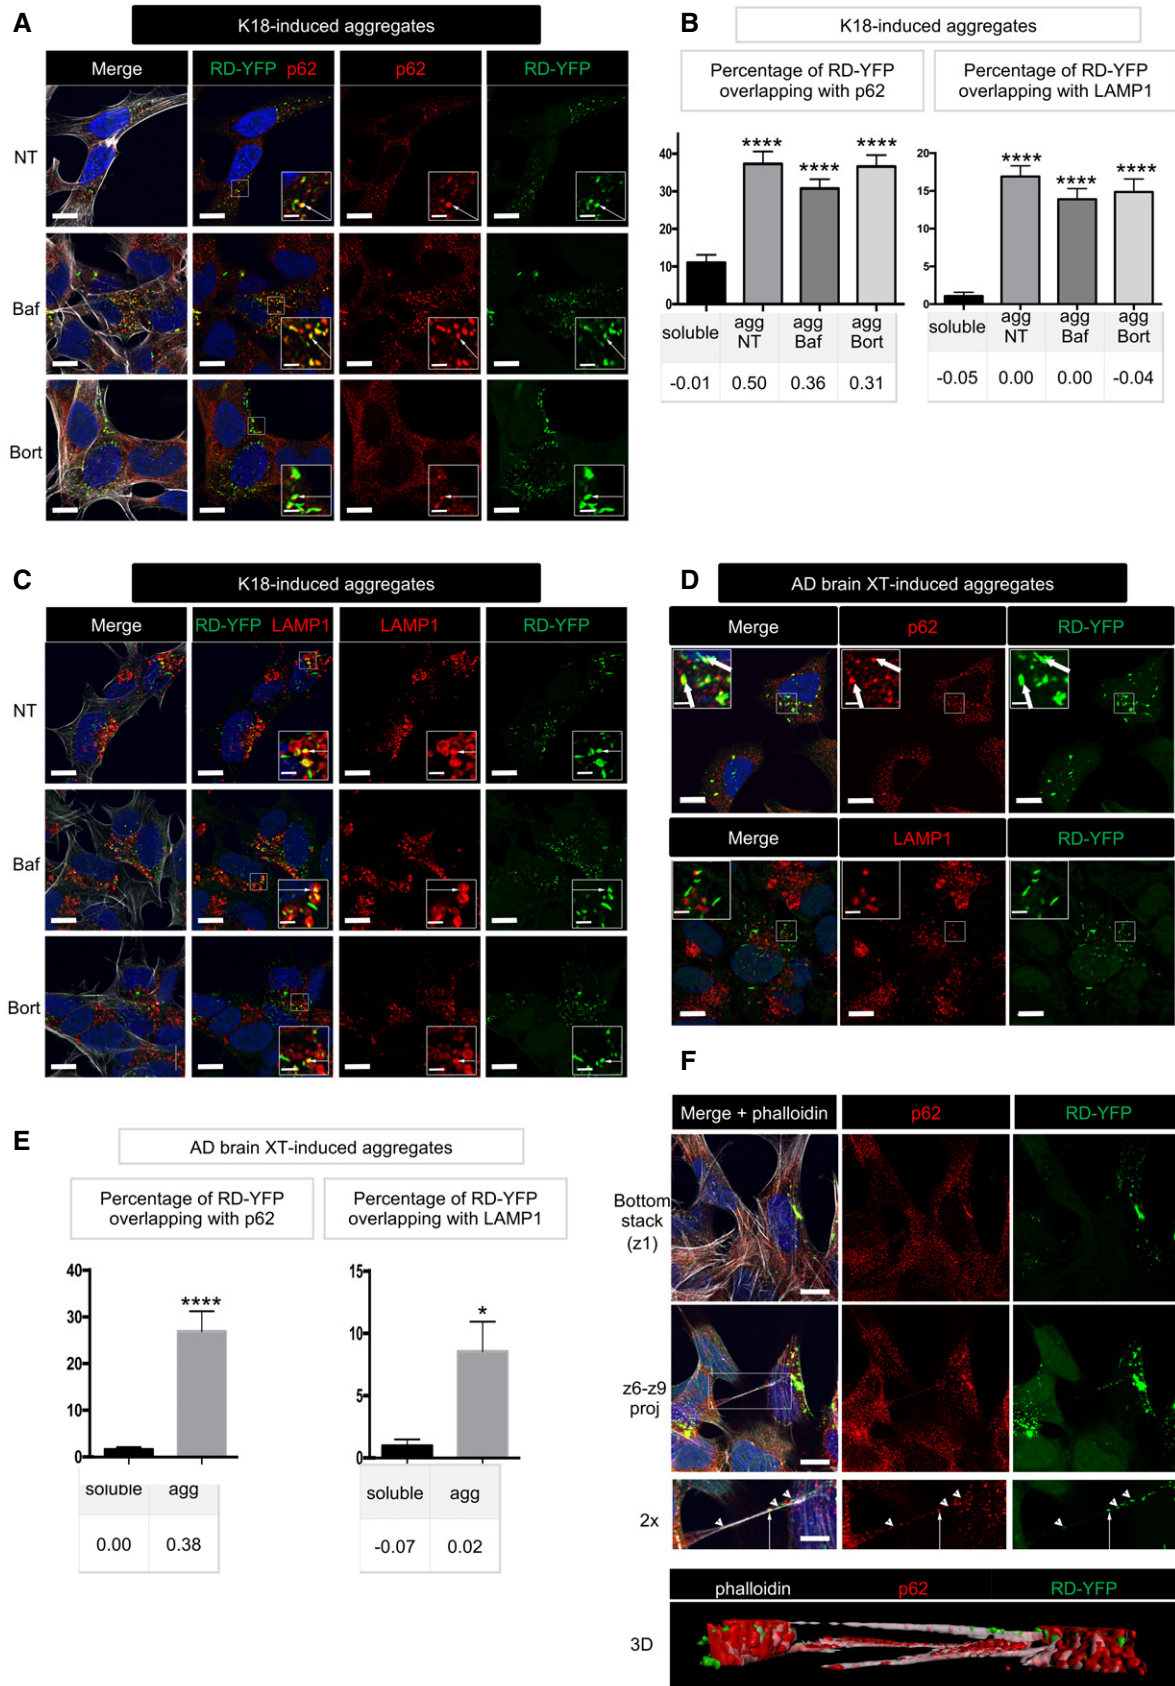 A
K18-induced aggregates
Merge
RD-YFP p62
p62
RD-YFP
NT
Baf
Bort
B
K18-induced aggregates
Percentage of RD-YFP
overlapping with p62
Percentage of RD-YFP
overlapping with LAMP1
40
30
20
10
0
****
****
****
soluble
agg
NT
agg
Baf
agg
Bort
-0.01
0.50
0.36
0.31
20
15
10
5
0
****
****
****
soluble
agg
NT
agg
Baf
agg
Bort
-0.05
0.00
0.00
-0.04
C
K18-induced aggregates
Merge
RD-YFP LAMP1
LAMP1
RD-YFP
NT
Baf
Bort
D
AD brain XT-induced aggregates
Merge
p62
RD-YFP
Merge
LAMP1
RD-YFP
E
AD brain XT-induced aggregates
Percentage of RD-YFP
overlapping with p62
Percentage of RD-YFP
overlapping with LAMP1
40
30
20
10
0
****
soluble
agg
0.00
0.38
15
10
5
0
*
soluble
agg
-0.07
0.02
F
Merge + phalloidin
p62
RD-YFP
Bottom
stack
(z1)
z6-z9
proj
2x
phalloidin
p62
RD-YFP
3D